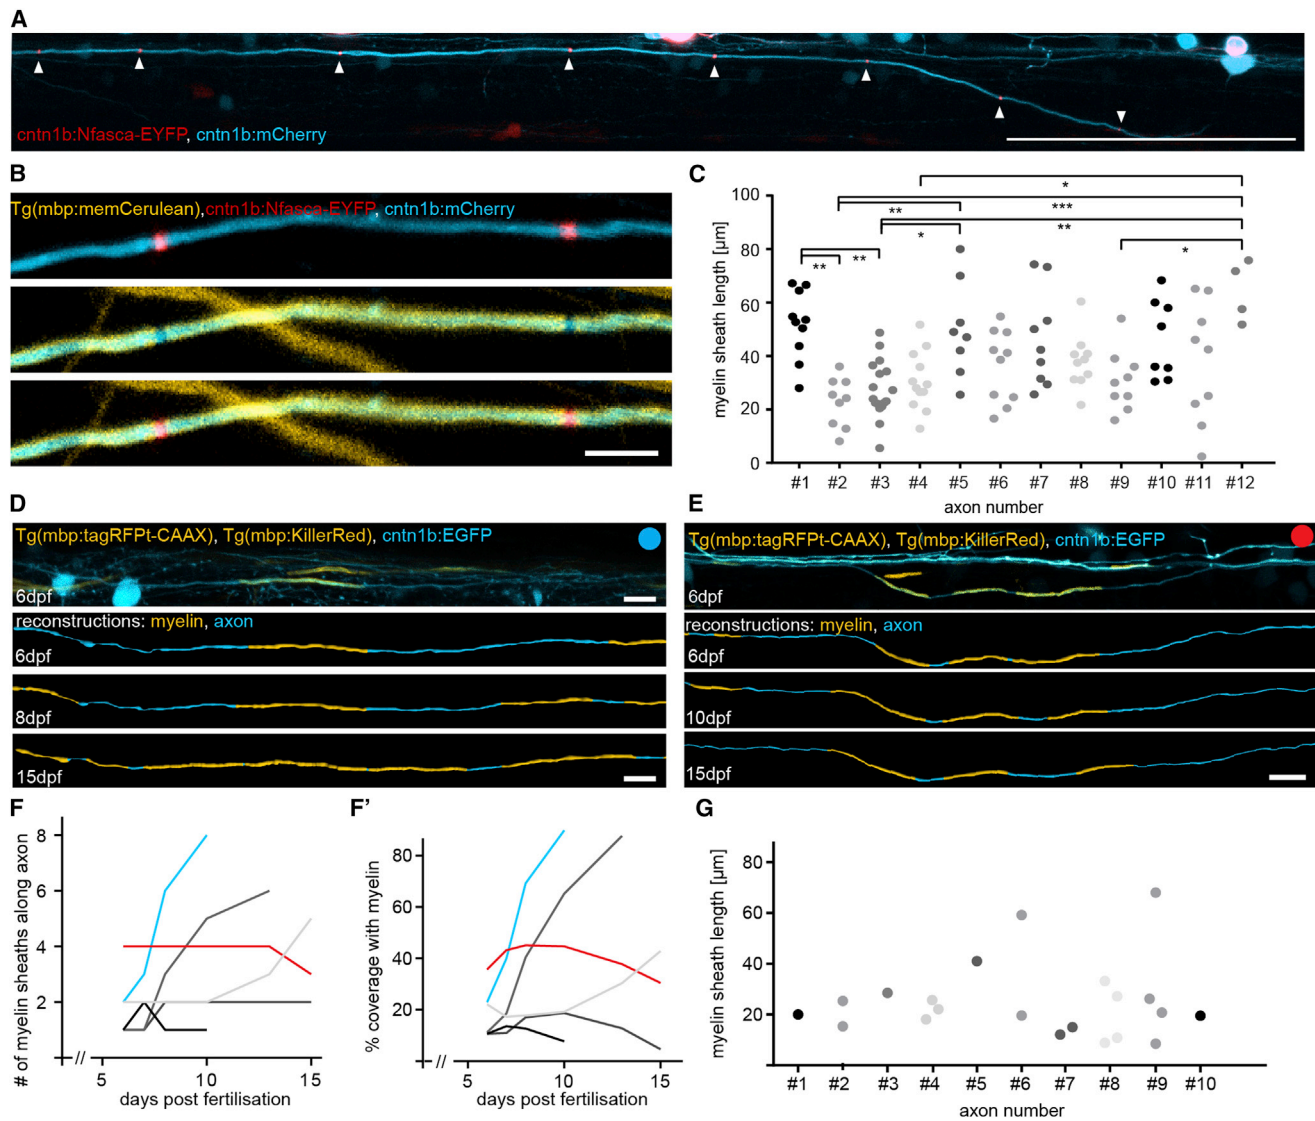 A
cntn1b:Nfasca-EYFP, cntn1b:mCherry
B
Tg(mbp:memCerulean),cntn1b:Nfasca-EYFP, cntn1b:mCherry
C
myelin sheath length [µm]
100
80
60
40
20
0
*
**
***
**
*
**
**
*
#1 #2 #3 #4 #5 #6 #7 #8 #9 #10 #11 #12
axon number
D
Tg(mbp:tagRFPt-CAAX), Tg(mbp:KillerRed), cntn1b:EGFP
6dpf
reconstructions: myelin, axon
6dpf
8dpf
15dpf
E
Tg(mbp:tagRFPt-CAAX), Tg(mbp:KillerRed), cntn1b:EGFP
6dpf
reconstructions: myelin, axon
6dpf
10dpf
15dpf
F
# of myelin sheaths along axon
8
6
4
2
//
5 10 15
days post fertilisation
F'
% coverage with myelin
80
60
40
20
//
5 10 15
days post fertilisation
G
myelin sheath length [µm]
80
60
40
20
#1 #2 #3 #4 #5 #6 #7 #8 #9 #10
axon number